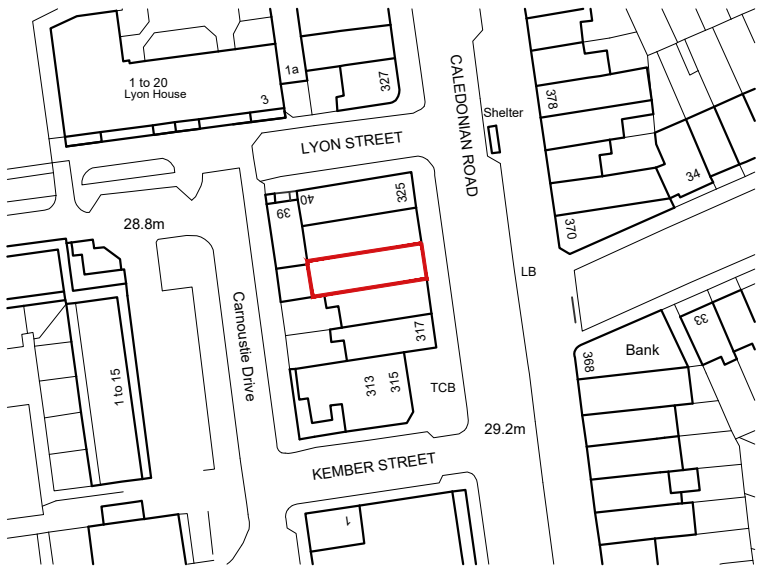 1 to 20
Lyon House
3
1a
327
CALEDONIAN ROAD
Shelter
378
34
370
LYON STREET
39
40
325
28.8m
LB
Carnoustie Drive
1 to 15
317
313
315
TCB
29.2m
368
Bank
33
KEMBER STREET
1